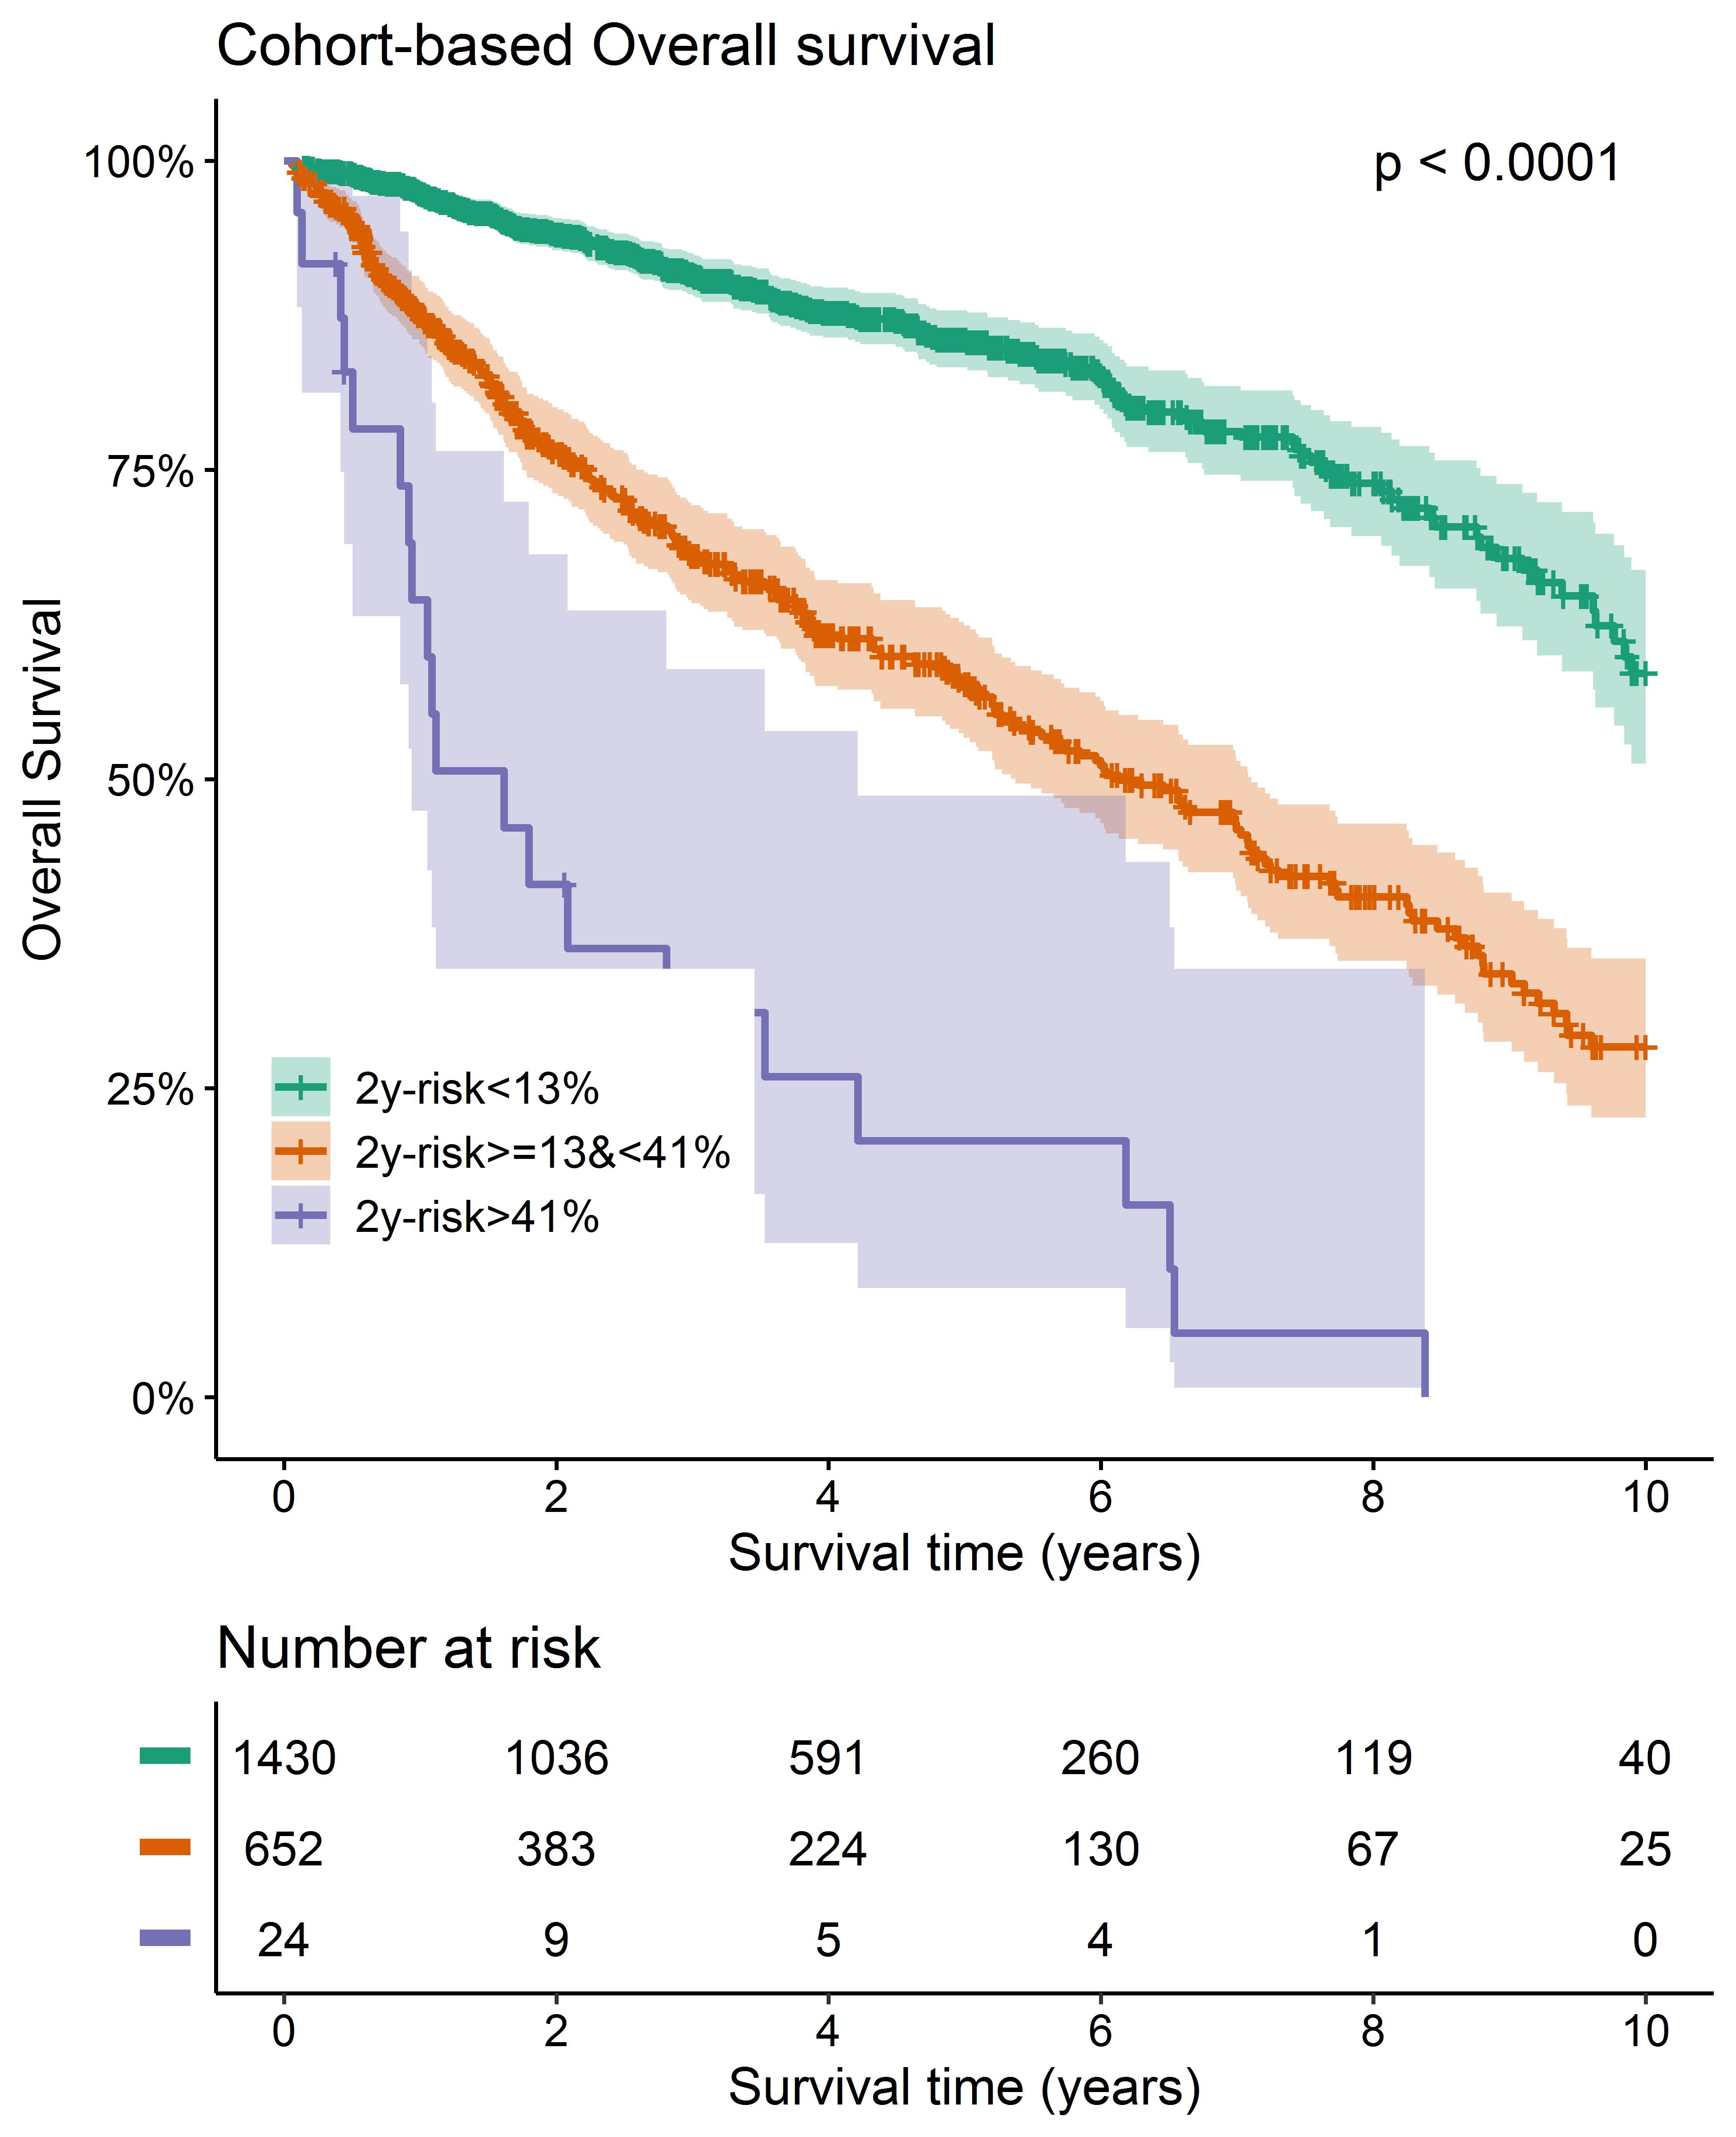 Cohort-based Overall survival
p < 0.0001
100%
75%
50%
25%
0%
Overall Survival
2y-risk<13%
2y-risk>=13&<41%
2y-risk>41%
0 2 4 6 8 10
Survival time (years)
Number at risk
1430 1036 591 260 119 40
652 383 224 130 67 25
24 9 5 4 1 0
0 2 4 6 8 10
Survival time (years)